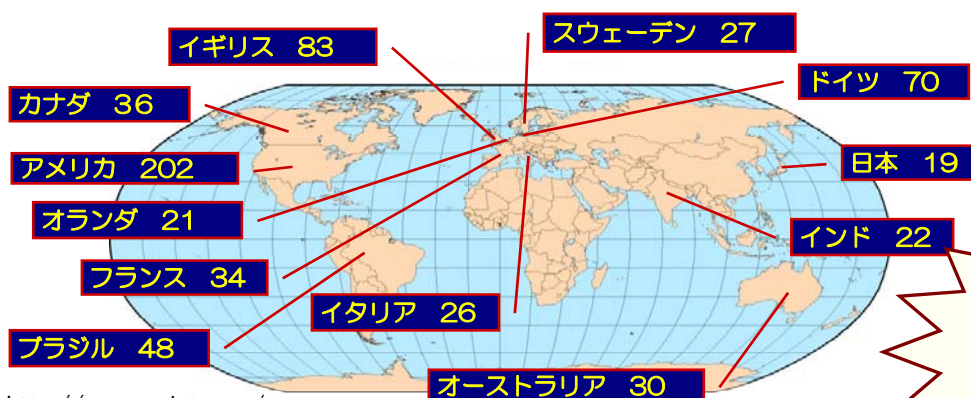 イギリス 83
スウェーデン 27
ドイツ 70
カナダ 36
アメリカ 202
日本 19
オランダ 21
インド 22
フランス 34
イタリア 26
ブラジル 48
オーストラリア 30